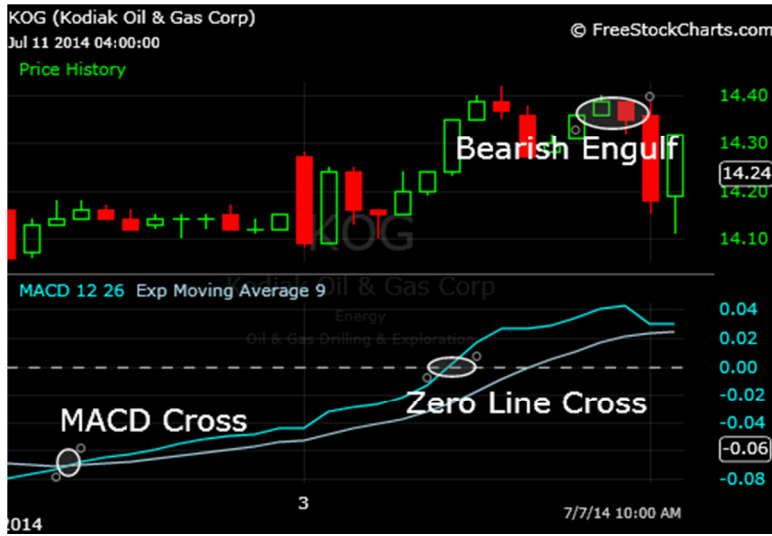 KOG (Kodiak Oil & Gas Corp)
Jul 11 2014 04:00:00
© FreeStockCharts.com
Price History
14.40
14.30
Bearish Engulf
14.24
14.20
KOG
14.10
Kodiak Oil & Gas Corp
MACD 12 26 Exp Moving Average 9
Energy
Oil & Gas Drilling & Exploration
0.04
0.02
0.00
-0.02
Zero Line Cross
MACD Cross
-0.04
-0.06
-0.08
3
2014
7/7/14 10:00 AM